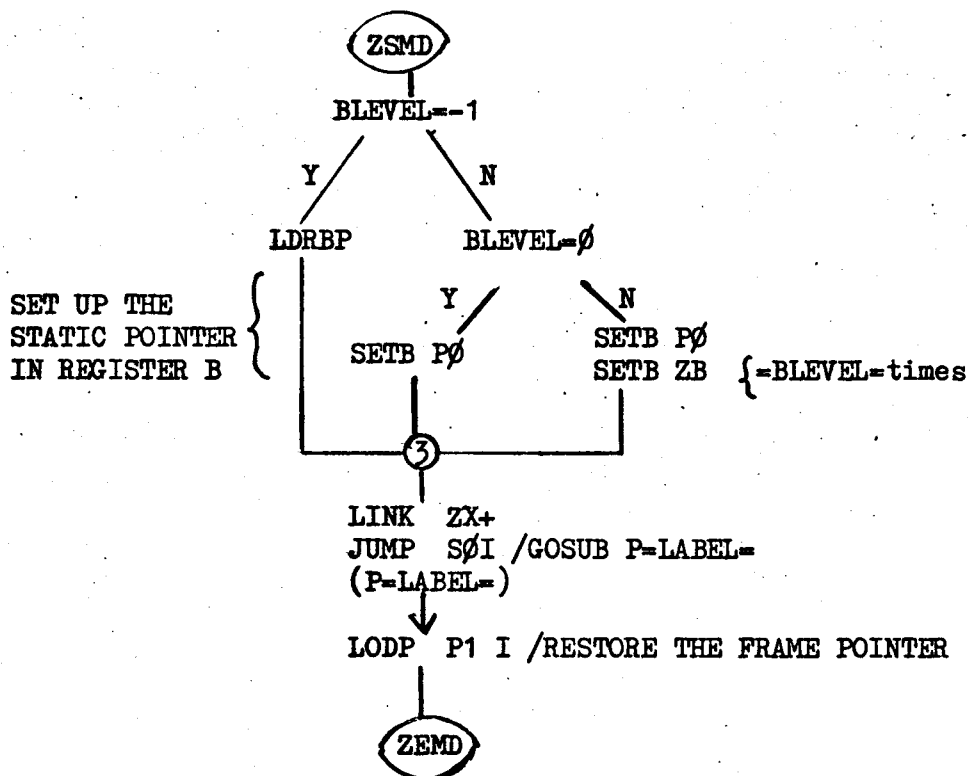 ZSMD
BLEVEL=-1
Y N
LDRBP BLEVEL=Ø
SET UP THE
STATIC POINTER
IN REGISTER B
Y N
SETB PØ
SETB PØ
SETB ZB {=BLEVEL=times
3
LINK ZX+
JUMP SØI /GOSUB P=LABEL=
(P=LABEL=)
LODP P1 I /RESTORE THE FRAME POINTER
ZEMD